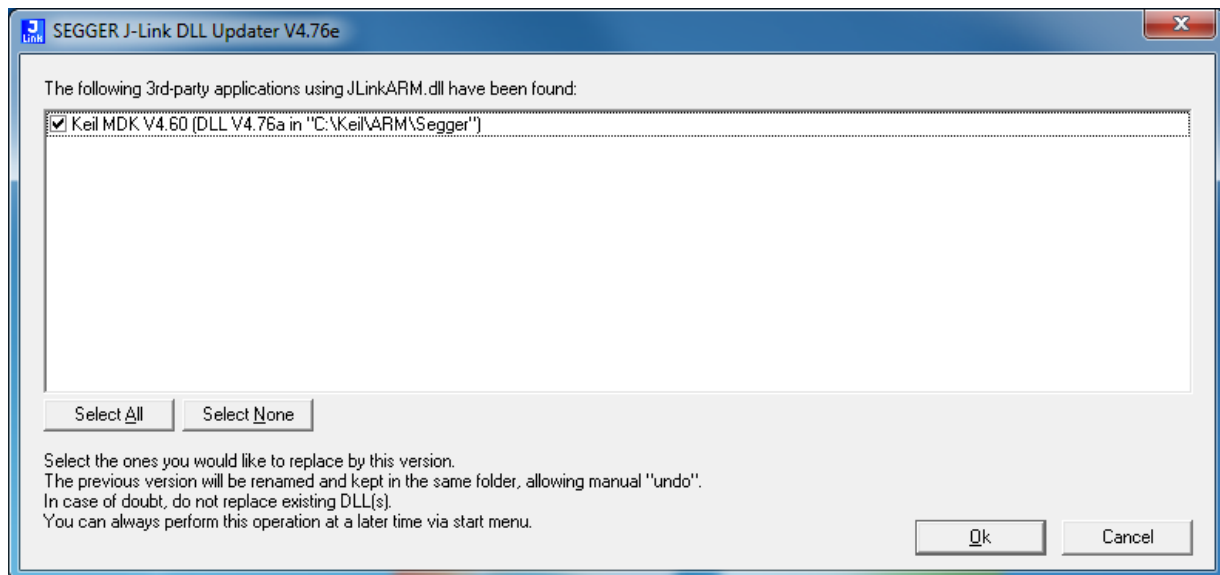 J Link SEGGER J-Link DLL Updater V4.76e
The following 3rd-party applications using JLinkARM.dll have been found:
Keil MDK V4.60 (DLL V4.76a in "C:\Keil\ARM\Segger")
Select All Select None
Select the ones you would like to replace by this version.
The previous version will be renamed and kept in the same folder, allowing manual "undo".
In case of doubt, do not replace existing DLL(s).
You can always perform this operation at a later time via start menu.
Ok Cancel